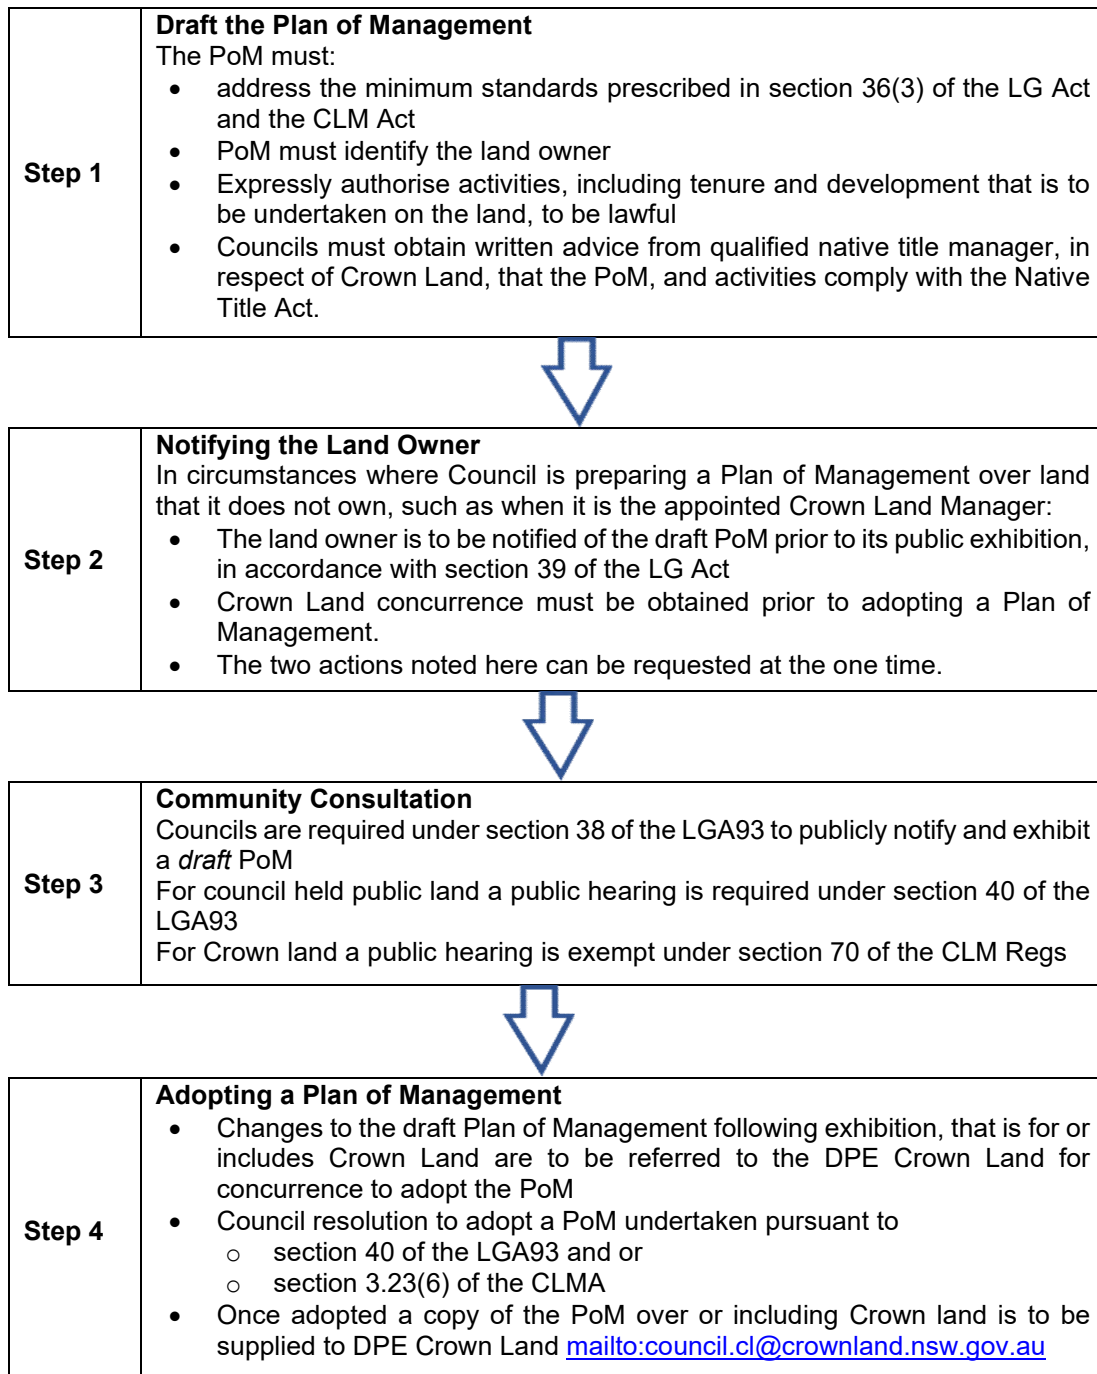 Draft the Plan of Management
The PoM must:
• address the minimum standards prescribed in section 36(3) of the LG Act
and the CLM Act
• PoM must identify the land owner
Step 1
• Expressly authorise activities, including tenure and development that is to
be undertaken on the land, to be lawful
• Councils must obtain written advice from qualified native title manager, in
respect of Crown Land, that the PoM, and activities comply with the Native
Title Act.
Notifying the Land Owner
In circumstances where Council is preparing a Plan of Management over land
that it does not own, such as when it is the appointed Crown Land Manager:
Step 2
• The land owner is to be notified of the draft PoM prior to its public exhibition,
in accordance with section 39 of the LG Act
• Crown Land concurrence must be obtained prior to adopting a Plan of
Management.
• The two actions noted here can be requested at the one time.
Community Consultation
Councils are required under section 38 of the LGA93 to publicly notify and exhibit
a draft PoM
Step 3
For council held public land a public hearing is required under section 40 of the
LGA93
For Crown land a public hearing is exempt under section 70 of the CLM Regs
Adopting a Plan of Management
• Changes to the draft Plan of Management following exhibition, that is for or
includes Crown Land are to be referred to the DPE Crown Land for
concurrence to adopt the PoM
Step 4
• Council resolution to adopt a PoM undertaken pursuant to
o section 40 of the LGA93 and or
o section 3.23(6) of the CLMA
• Once adopted a copy of the PoM over or including Crown land is to be
supplied to DPE Crown Land mailto:council.cl@crownland.nsw.gov.au